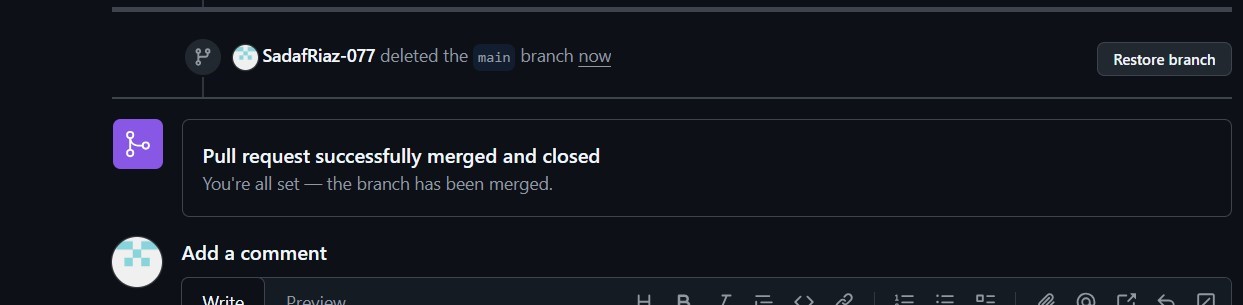 SadafRiaz-077 deleted the main branch now
Restore branch
Pull request successfully merged and closed
You're all set — the branch has been merged.
Add a comment
Write Preview